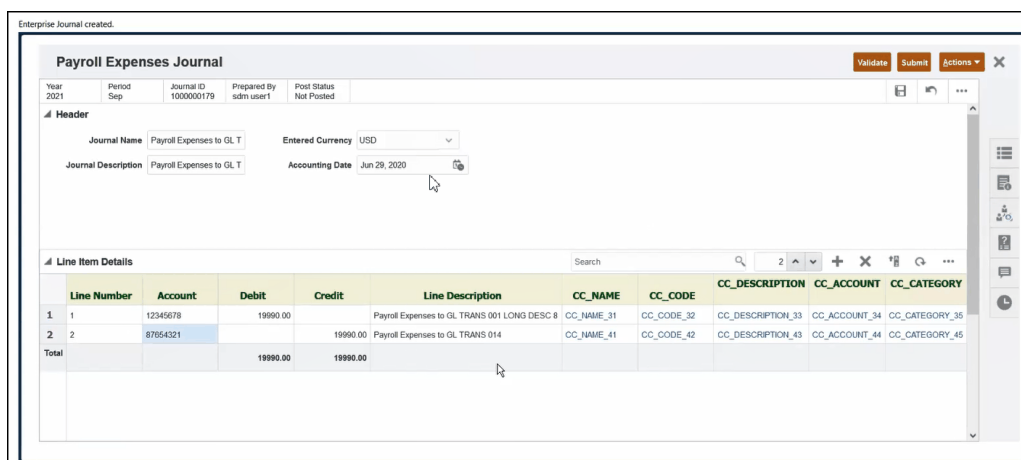 Enterprise Journal created.
Payroll Expenses Journal
Validate Submit Actions
Year Period Journal ID Prepared By Post Status
2021 Sep 1000000179 sdm user1 Not Posted
Header
Journal Name Payroll Expenses to GL T Entered Currency USD
Journal Description Payroll Expenses to GL T Accounting Date Jun 29, 2020
Line Item Details Search 2
Line Number Account Debit Credit Line Description CC_NAME CC_CODE CC_DESCRIPTION CC_ACCOUNT CC_CATEGORY
1 1 12345678 19990.00 Payroll Expenses to GL TRANS 001 LONG DESC 8 CC_NAME_31 CC_CODE_32 CC_DESCRIPTION_33 CC_ACCOUNT_34 CC_CATEGORY_35
2 2 87654321 19990.00 Payroll Expenses to GL TRANS 014 CC_NAME_41 CC_CODE_42 CC_DESCRIPTION_43 CC_ACCOUNT_44 CC_CATEGORY_45
Total 19990.00 19990.00